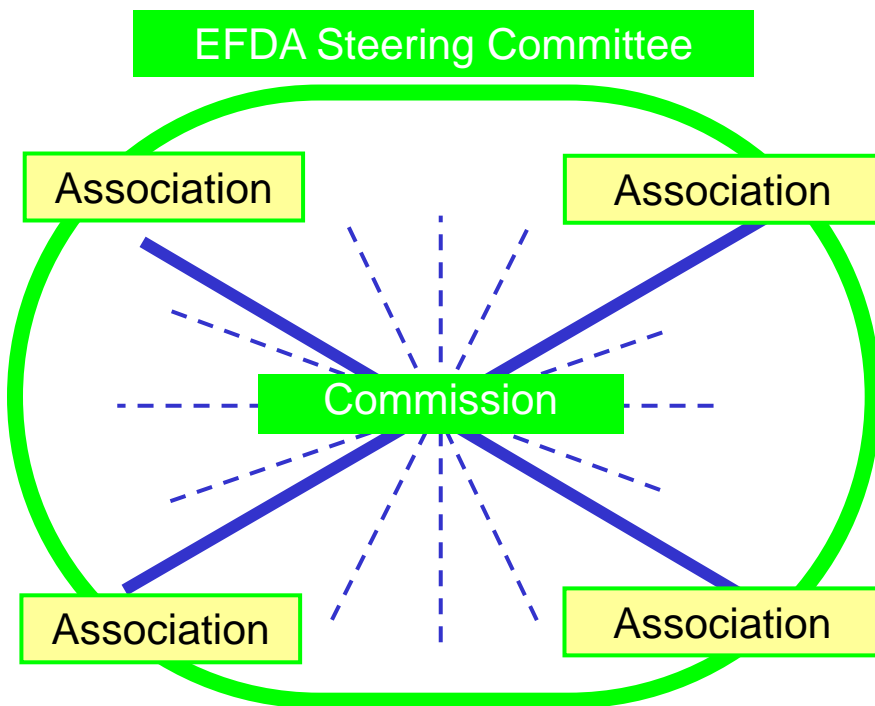 EFDA Steering Committee
Association
Association
Commission
Association
Association